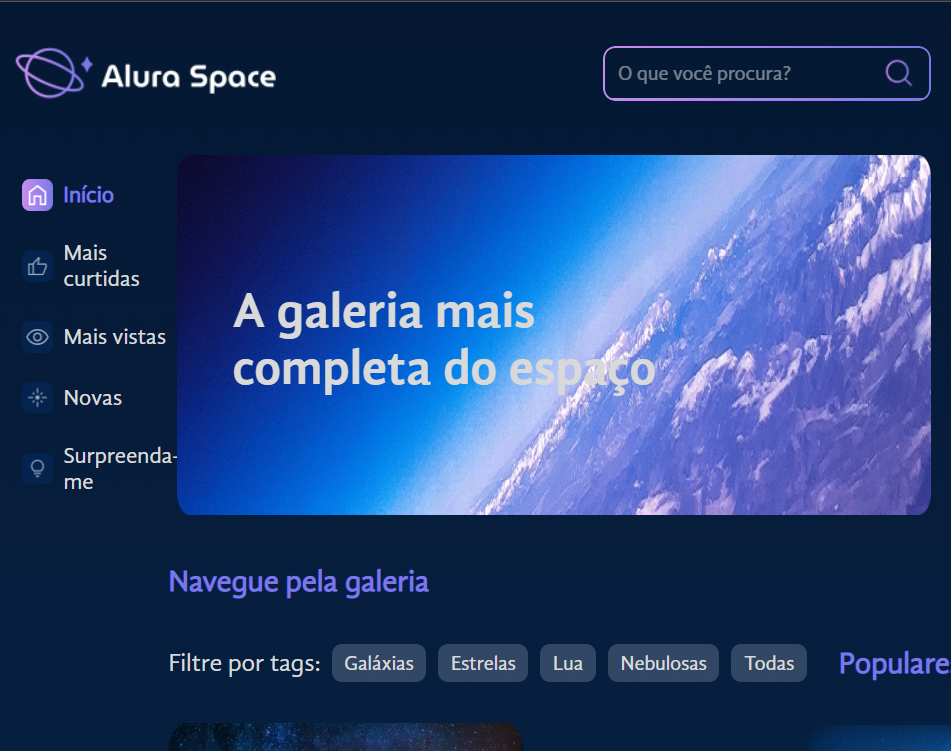 Alura Space
O que você procura?
Início
Mais
curtidas
Mais vistas
Novas
Surpreenda-
me
A galeria mais
completa do espaço
Navegue pela galeria
Filtre por tags: Galáxias Estrelas Lua Nebulosas Todas
Populare